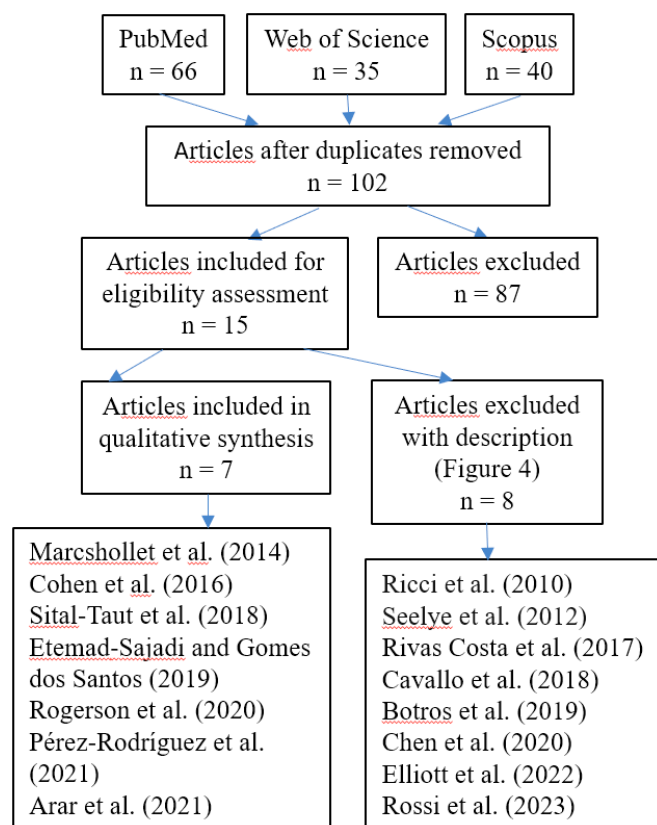 PubMed
n = 66
Web of Science
n = 35
Scopus
n = 40
Articles after duplicates removed
n = 102
Articles included for
eligibility assessment
n = 15
Articles excluded
n = 87
Articles included in
qualitative synthesis
n = 7
Articles excluded
with description
(Figure 4)
n = 8
Marcshollet et al. (2014)
Cohen et al. (2016)
Sital-Taut et al. (2018)
Etemad-Sajadi and Gomes
dos Santos (2019)
Rogerson et al. (2020)
Pérez-Rodríguez et al.
(2021)
Arar et al. (2021)
Ricci et al. (2010)
Seelye et al. (2012)
Rivas Costa et al. (2017)
Cavallo et al. (2018)
Botros et al. (2019)
Chen et al. (2020)
Elliott et al. (2022)
Rossi et al. (2023)